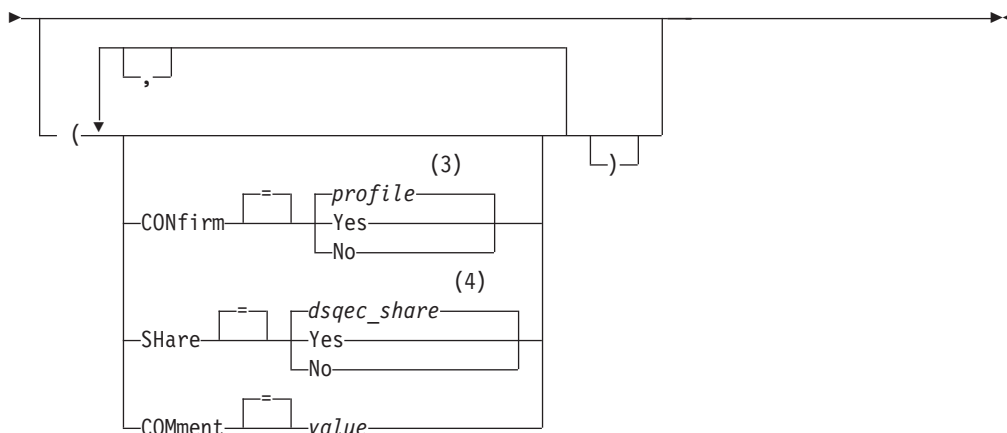 ,
(
)
(3)
profile
CONfirm = Yes
No
(4)
dsqec_share
SHare = Yes
No
COMment = value